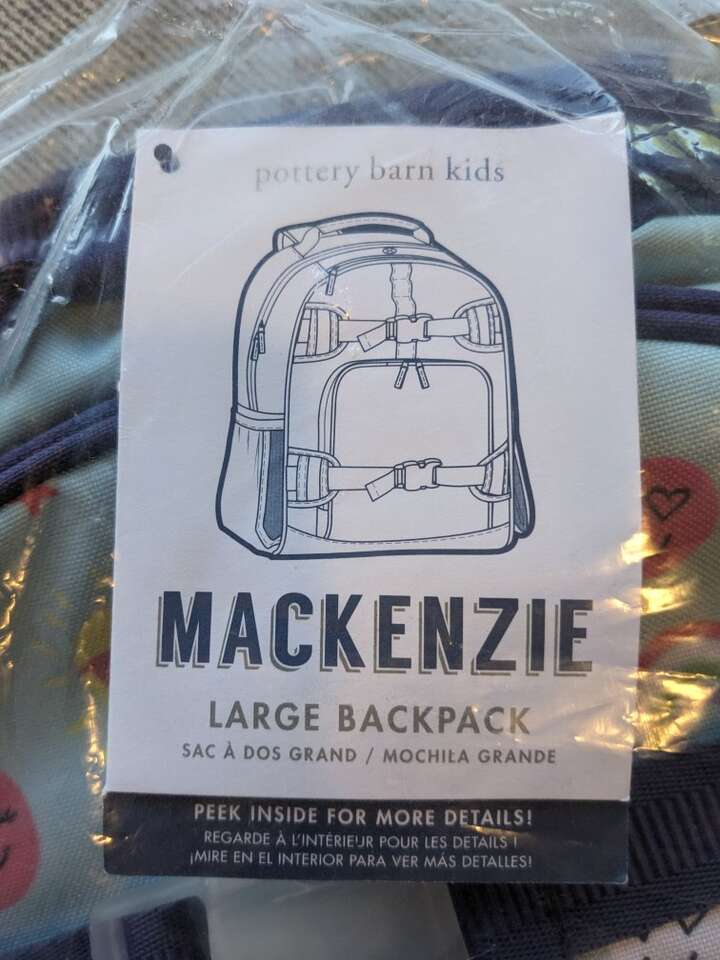 pottery barn kids
MACKENZIE
LARGE BACKPACK
SAC À DOS GRAND / MOCHILA GRANDE
PEEK INSIDE FOR MORE DETAILS!
REGARDE À L'INTÉRIEUR POUR LES DETAILS !
¡MIRE EN EL INTERIOR PARA VER MÁS DETALLES!